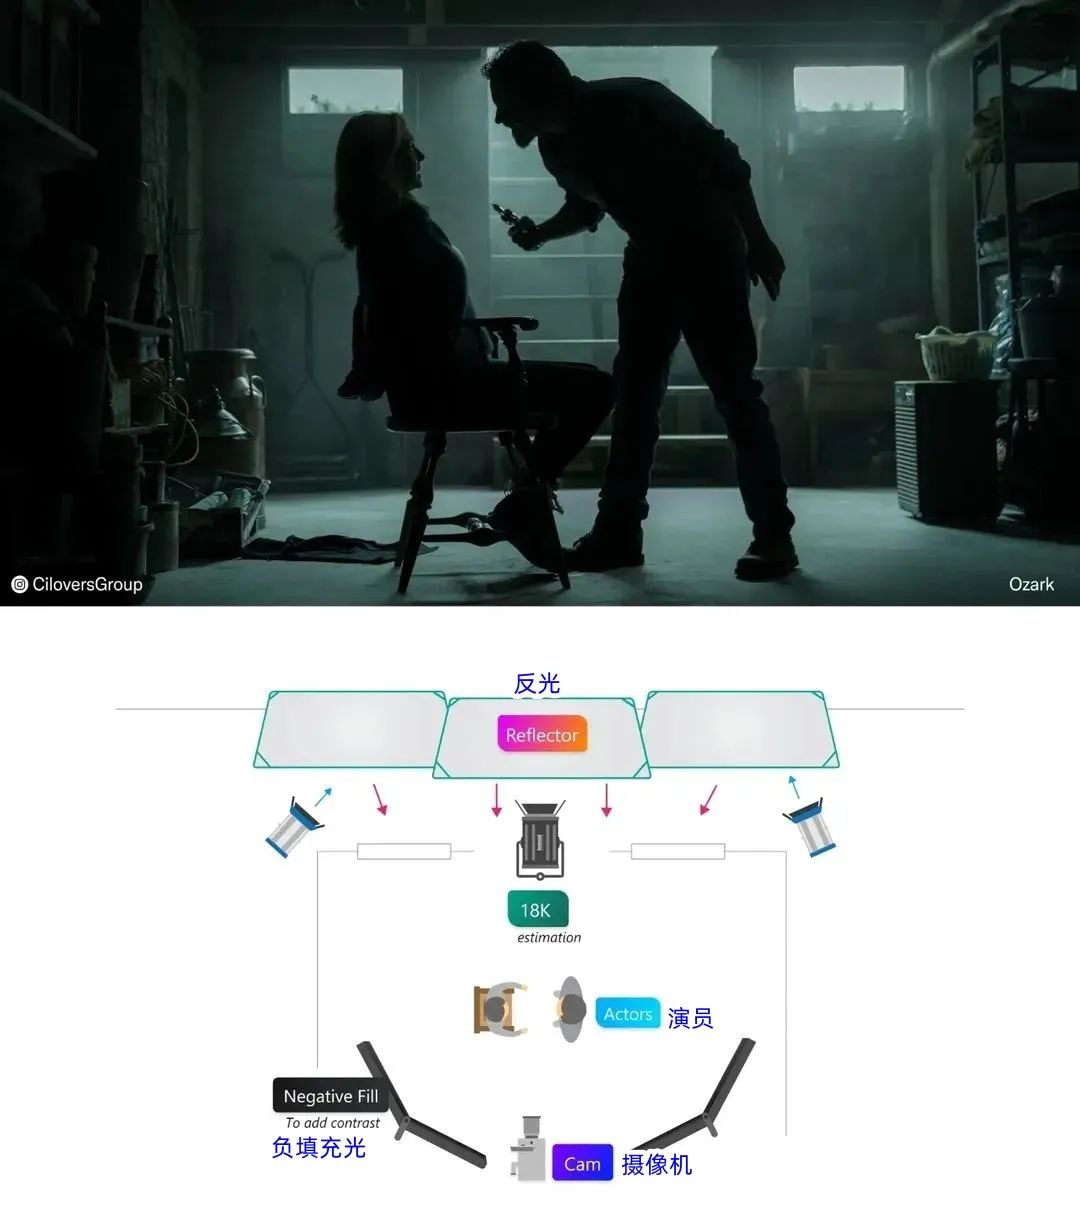 CiloversGroup
Ozark
反光
Reflector
18K
estimation
Actors
演员
Negative Fill
To add contrast
负填充光
Cam
摄像机